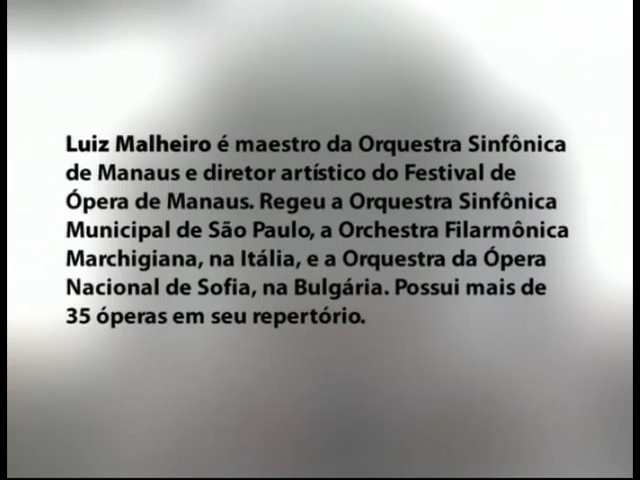 Luiz Malheiro é maestro da Orquestra Sinfônica
de Manaus e diretor artístico do Festival de
Ópera de Manaus. Regeu a Orquestra Sinfônica
Municipal de São Paulo, a Orchestra Filarmônica
Marchigiana, na Itália, e a Orquestra da Ópera
Nacional de Sofia, na Bulgária. Possui mais de
35 óperas em seu repertório.